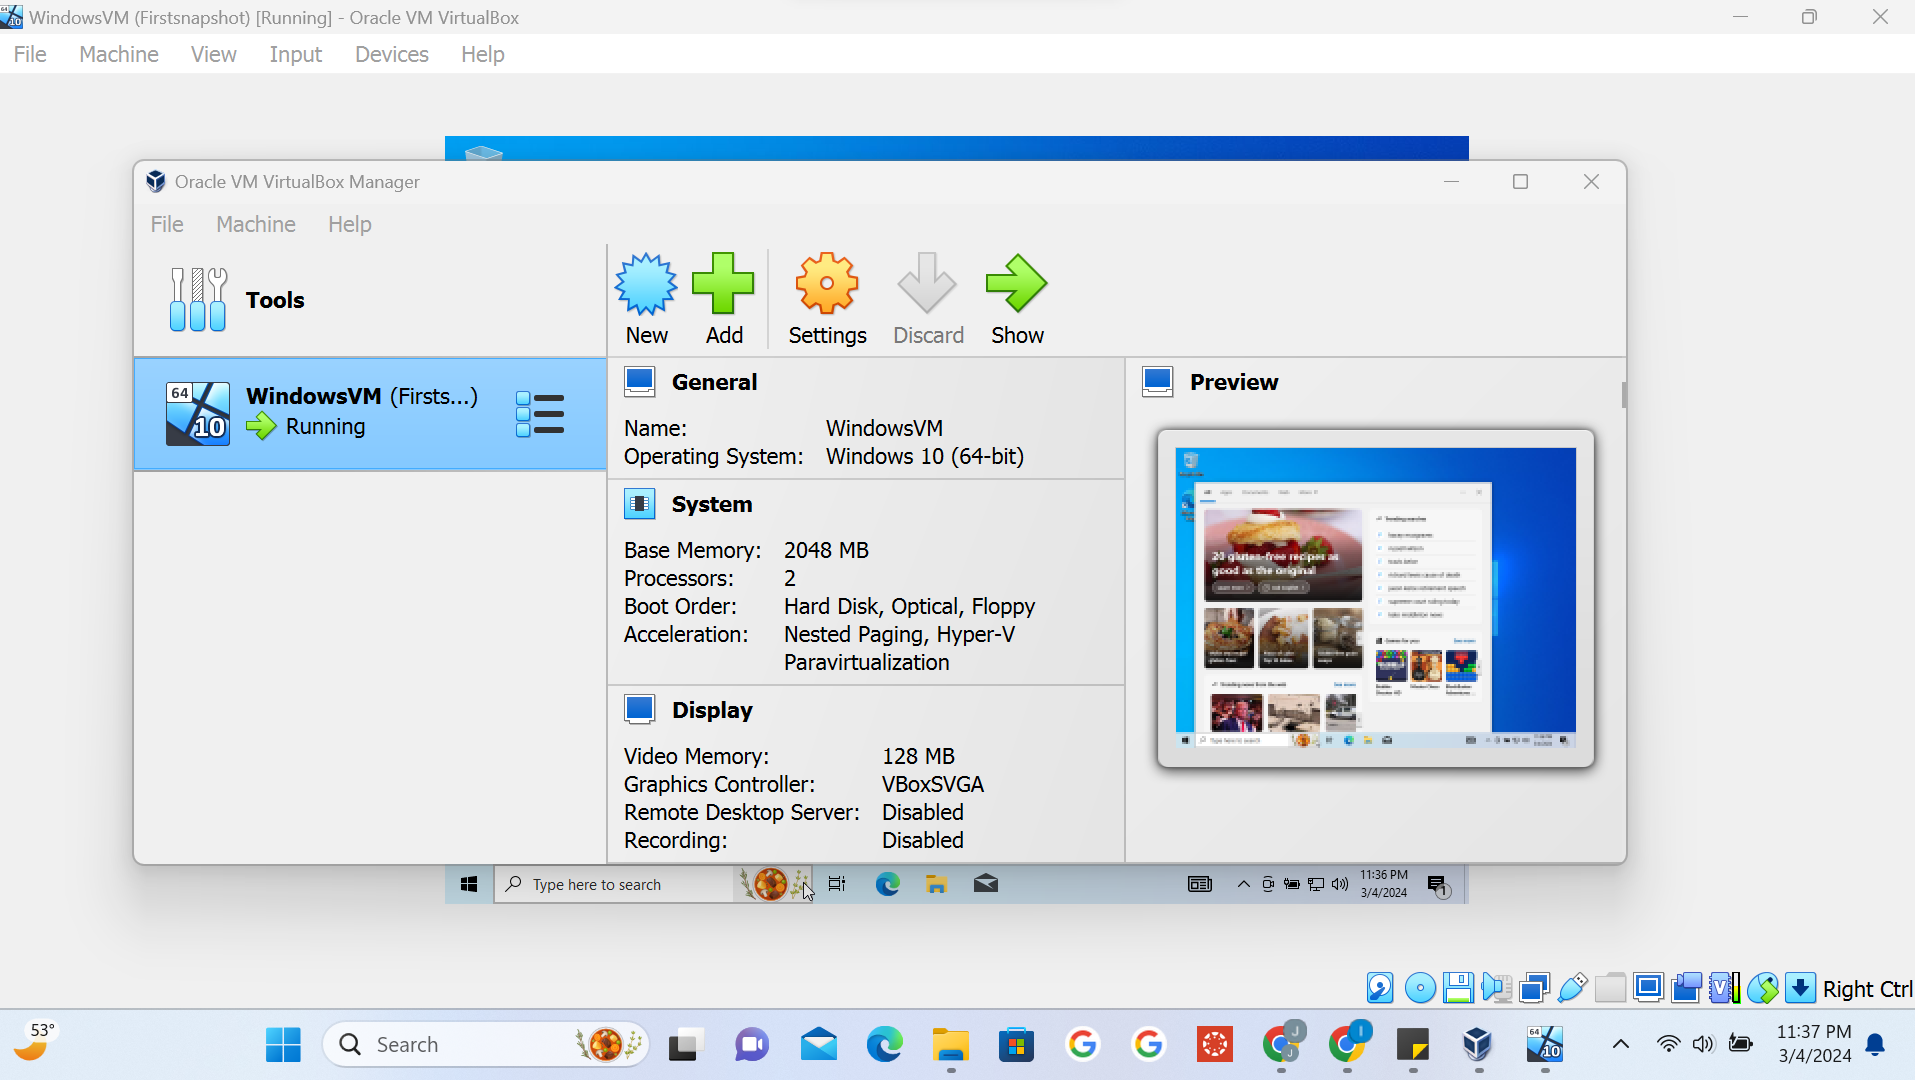 WindowsVM (Firstsnapshot) [Running] - Oracle VM VirtualBox
File Machine View Input Devices Help
Oracle VM VirtualBox Manager
File Machine Help
Tools
New Add Settings Discard Show
64
10
WindowsVM (Firsts...)
Running
General
Name: WindowsVM
Operating System: Windows 10 (64-bit)
System
Base Memory: 2048 MB
Processors: 2
Boot Order: Hard Disk, Optical, Floppy
Acceleration: Nested Paging, Hyper-V
Paravirtualization
Display
Video Memory: 128 MB
Graphics Controller: VBoxSVGA
Remote Desktop Server: Disabled
Recording: Disabled
Preview
20 gluten-free recipes as
good as the original
Type here to search
11:36 PM
3/4/2024
1
Right Ctrl
53°
Search
J
J
I
64
10
11:37 PM
3/4/2024